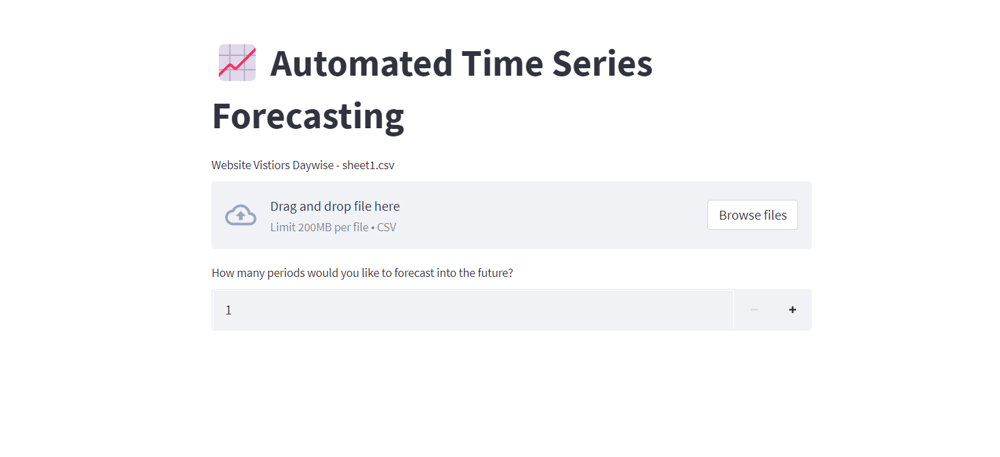 Automated Time Series
Forecasting
Website Vistiors Daywise - sheet1.csv
Drag and drop file here
Limit 200MB per file • CSV
Browse files
How many periods would you like to forecast into the future?
1